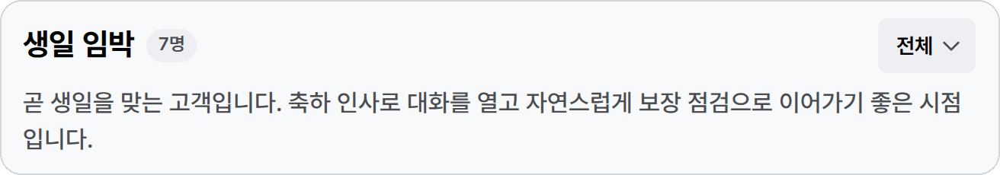 생일 임박 7명 전체
곧 생일을 맞는 고객입니다. 축하 인사로 대화를 열고 자연스럽게 보장 점검으로 이어가기 좋은 시점
입니다.